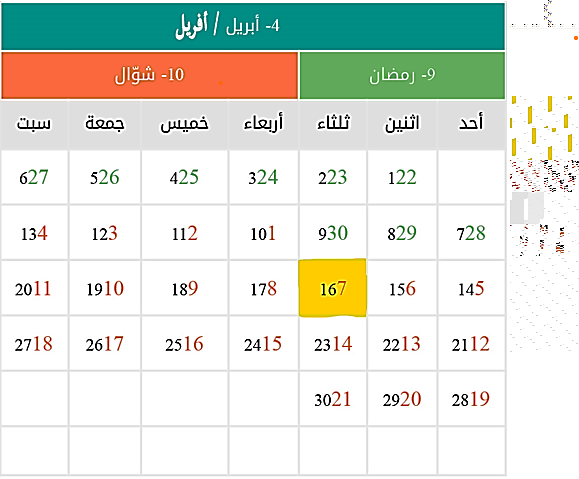 4- أبريل / أفريل
9- رمضان 10- شوّال
أحد اثنين ثلثاء أربعاء خميس جمعة سبت
122 223 324 425 526 627
728 829 930 101 112 123 134
145 156 167 178 189 1910 2011
2112 2213 2314 2415 2516 2617 2718
2819 2920 3021